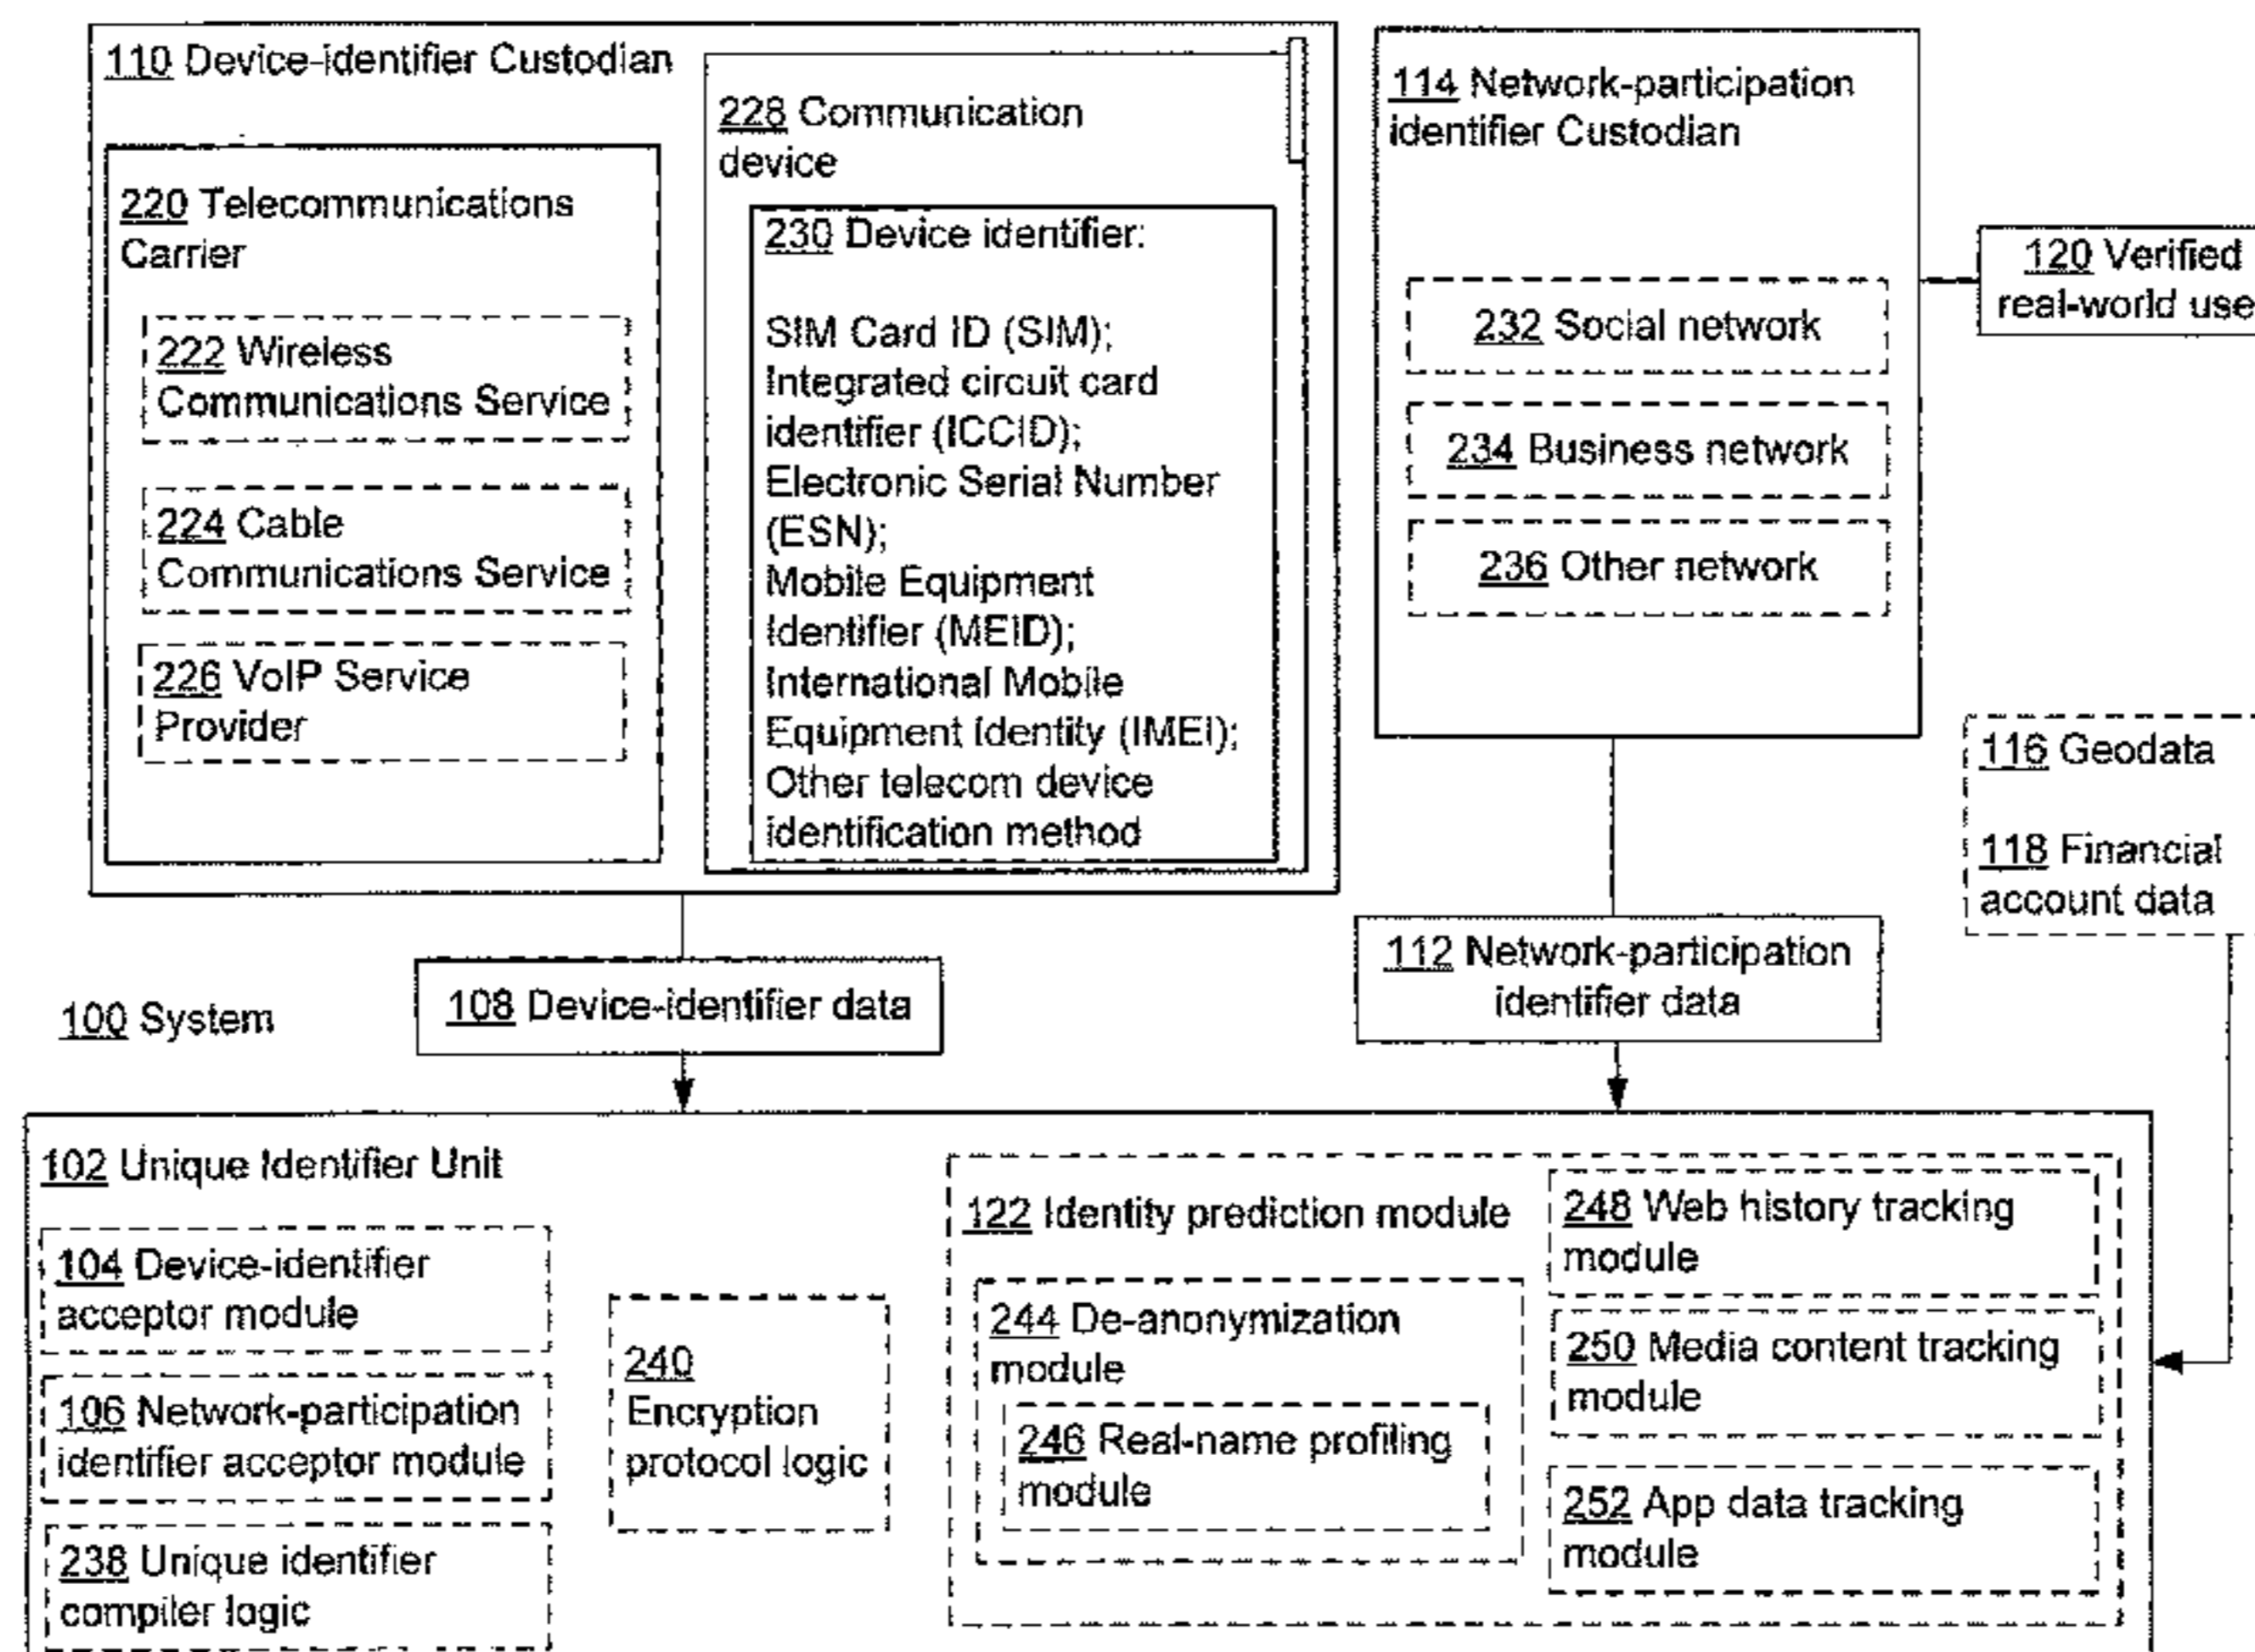 110 Device-identifier Custodian
220 Telecommunications
Carrier
222 Wireless
Communications Service
224 Cable
Communications Service
226 VoIP Service
Provider
228 Communication
device
230 Device identifier:
SIM Card ID (SIM);
Integrated circuit card
identifier (ICCID);
Electronic Serial Number
(ESN);
Mobile Equipment
Identifier (MEID);
International Mobile
Equipment Identity (IMEI);
Other telecom device
identification method
114 Network-participation
identifier Custodian
232 Social network
234 Business network
236 Other network
120 Verified
real-world use
116 Geodata
118 Financial
account data
100 System
108 Device-identifier data
112 Network-participation
identifier data
102 Unique Identifier Unit
104 Device-identifier
acceptor module
106 Network-participation
identifier acceptor module
238 Unique identifier
compiler logic
240
Encryption
protocol logic
122 Identity prediction module
244 De-anonymization
module
246 Real-name profiling
module
248 Web history tracking
module
250 Media content tracking
module
252 App data tracking
module